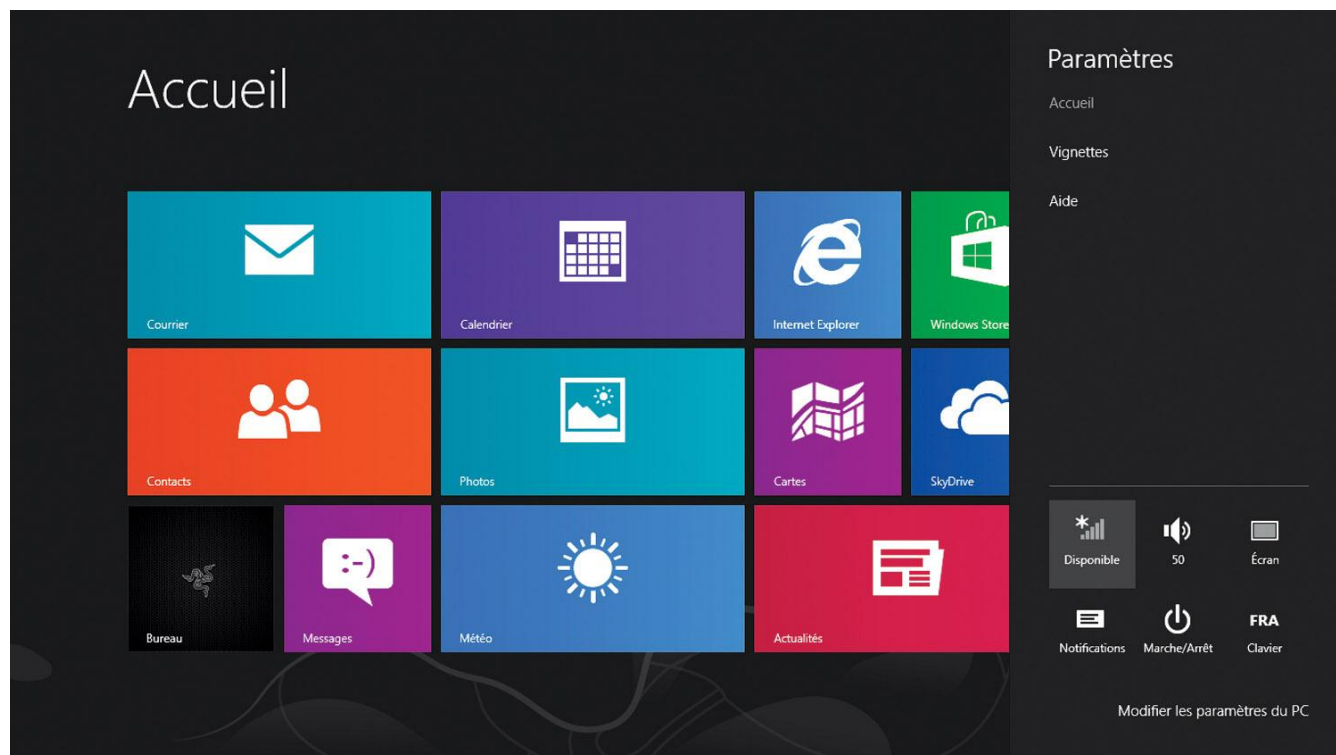 Accueil
Courrier
Calendrier
Internet Explorer
Windows Store
Contacts
Photos
Cartes
SkyDrive
Bureau
:-)
Messages
Météo
Actualités
Paramètres
Accueil
Vignettes
Aide
Disponible
50
Écran
Notifications
Marche/Arrêt
FRA
Clavier
Modifier les paramètres du PC